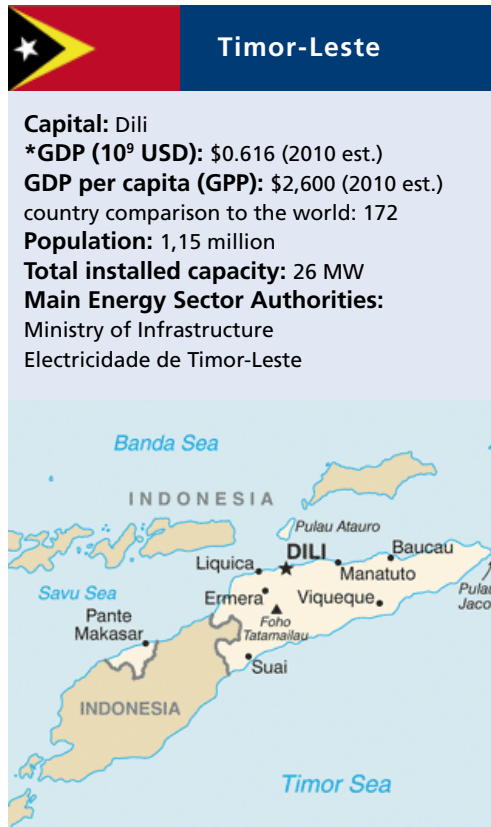 Timor-Leste
Capital: Dili
*GDP (10⁹ USD): $0.616 (2010 est.)
GDP per capita (GPP): $2,600 (2010 est.)
country comparison to the world: 172
Population: 1,15 million
Total installed capacity: 26 MW
Main Energy Sector Authorities:
Ministry of Infrastructure
Electricidade de Timor-Leste
Banda Sea
INDONESIA
Pulau Atauro
DILI
Baucau
Liquica
Manatuto
Savu Sea
Ermera
Viqueque
Pante
Makasar
Foho
Tatamailau
Suai
INDONESIA
Timor Sea